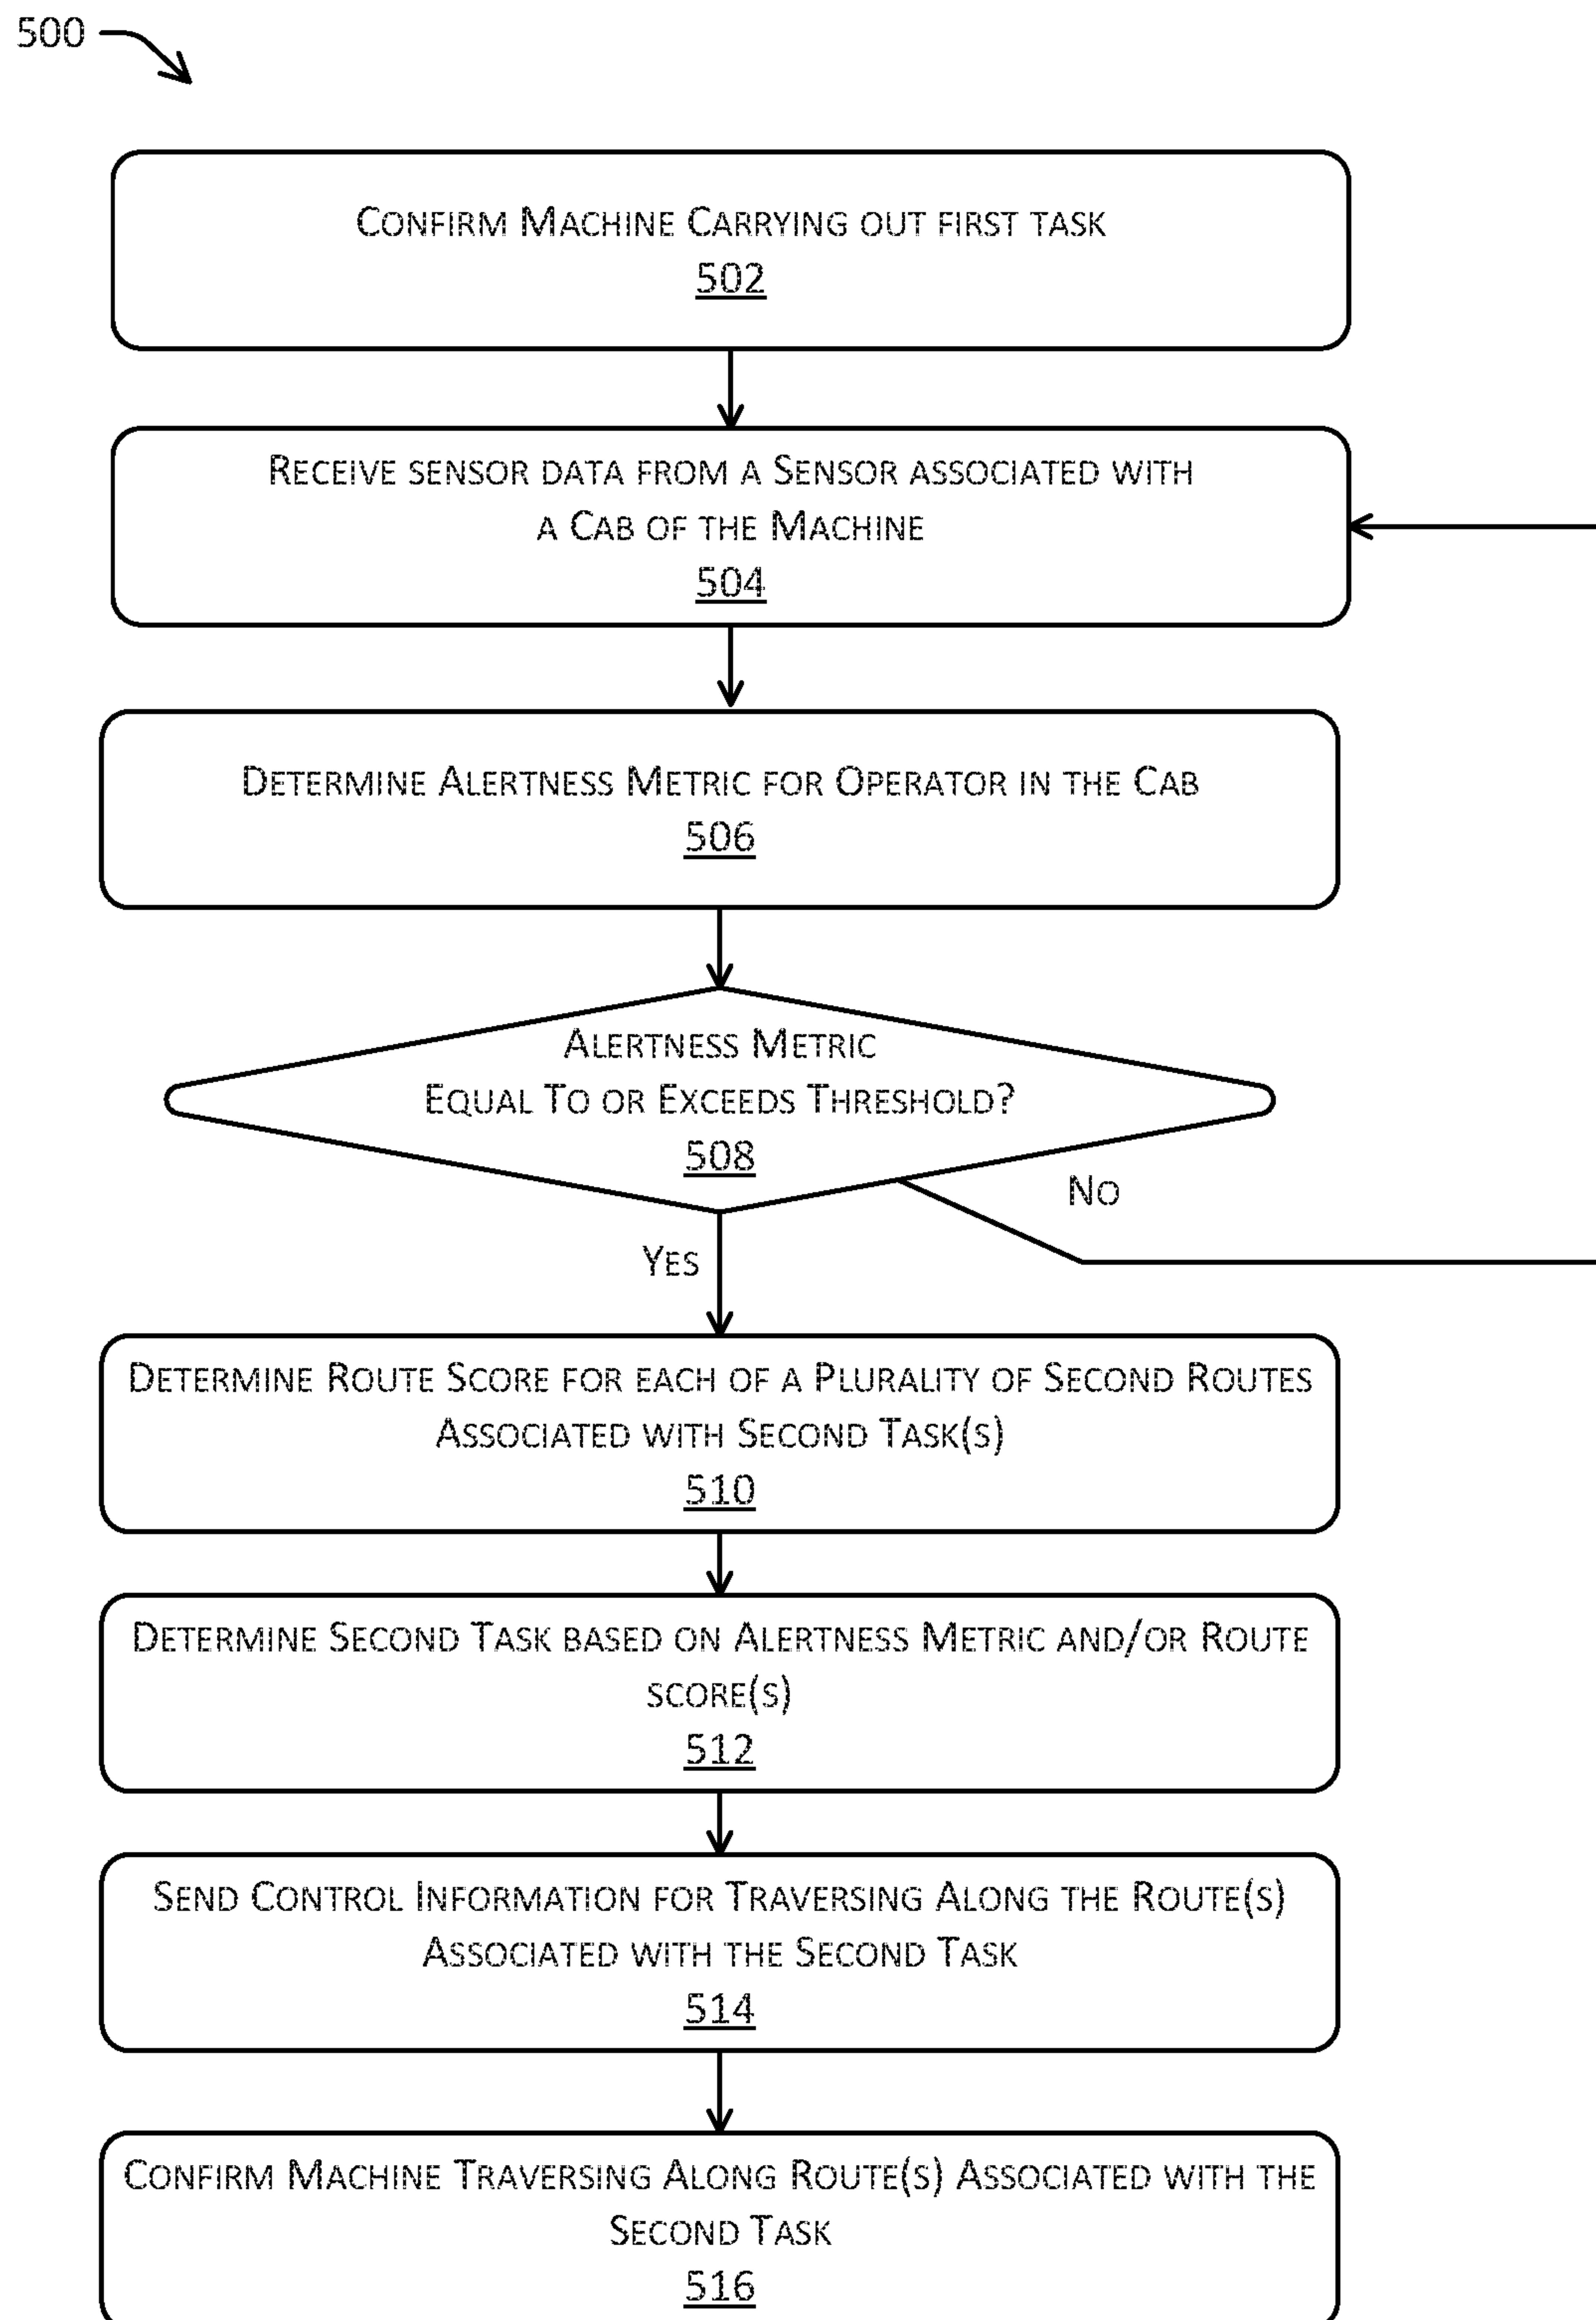 500
Confirm Machine Carrying out first task
502
Receive sensor data from a Sensor associated with
a Cab of the Machine
504
Determine Alertness Metric for Operator in the Cab
506
Alertness Metric
Equal To or Exceeds Threshold?
508
No
Yes
Determine Route Score for each of a Plurality of Second Routes
Associated with Second Task(s)
510
Determine Second Task based on Alertness Metric and/or Route
score(s)
512
Send Control Information for Traversing Along the Route(s)
Associated with the Second Task
514
Confirm Machine Traversing Along Route(s) Associated with the
Second Task
516